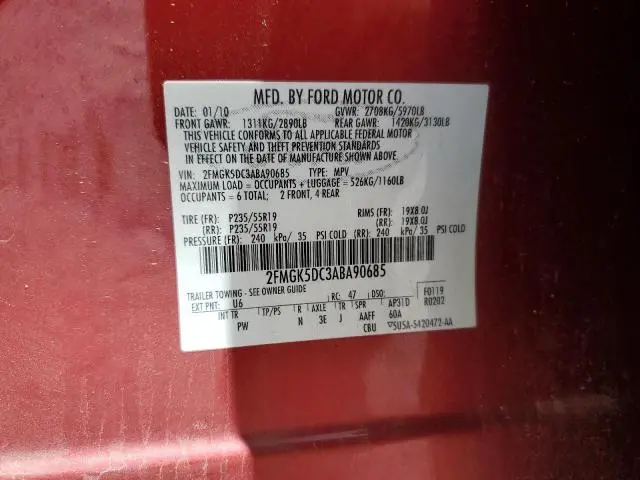 MFD. BY FORD MOTOR CO.
DATE: 01/10 GVWR: 2708KG/5970LB
FRONT GAWR: 1311KG/2890LB REAR GAWR: 1420KG/3130LB
THIS VEHICLE CONFORMS TO ALL APPLICABLE FEDERAL MOTOR
VEHICLE SAFETY AND THEFT PREVENTION STANDARDS
IN EFFECT ON THE DATE OF MANUFACTURE SHOWN ABOVE.
VIN: 2FMGK5DC3ABA90685 TYPE: MPV
MAXIMUM LOAD = OCCUPANTS + LUGGAGE = 526KG/1160LB
OCCUPANTS = 6 TOTAL: 2 FRONT, 4 REAR
TIRE (FR): P235/55R19 RIMS (FR): 19X8.0J
(RR): P235/55R19 (RR): 19X8.0J
PRESSURE (FR): 240 kPa/ 35 PSI COLD (RR): 240 kPa/ 35 PSI COLD
2FMGK5DC3ABA90685
TRAILER TOWING - SEE OWNER GUIDE
F0119
EXT PNT: U6 RC: 47 DSO: R0202
INT TR TP/PS R AXLE TR SPR AP31D
PW N 3E J AAFF 60A
CBU 5U5A-5420472-AA